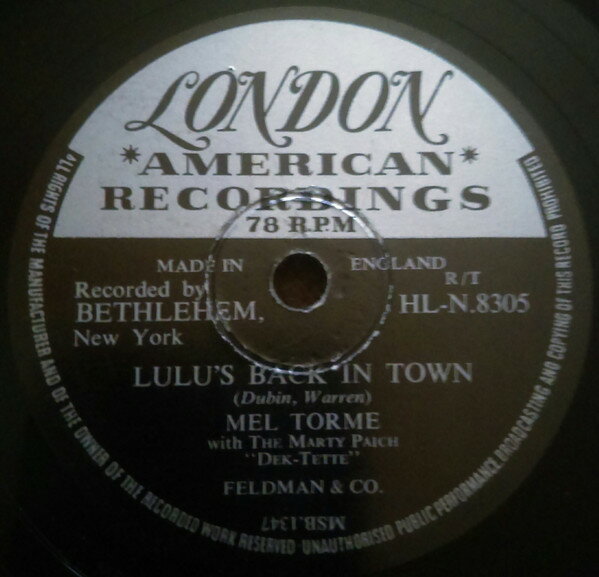 LONDON
*AMERICAN*
RECORDINGS
78 RPM
MADE IN ENGLAND
R/T
Recorded by
BETHLEHEM,
New York
HL-N.8305
LULU'S BACK IN TOWN
(Dubin, Warren)
MEL TORME
with THE MARTY PAICH
"DEK-TETTE"
FELDMAN & CO.
MSB.1347
ALL RIGHTS OF THE MANUFACTURER AND OF THE OWNER OF THE RECORDED WORK RESERVED · UNAUTHORISED PUBLIC PERFORMANCE, BROADCASTING AND COPYING OF THIS RECORD PROHIBITED